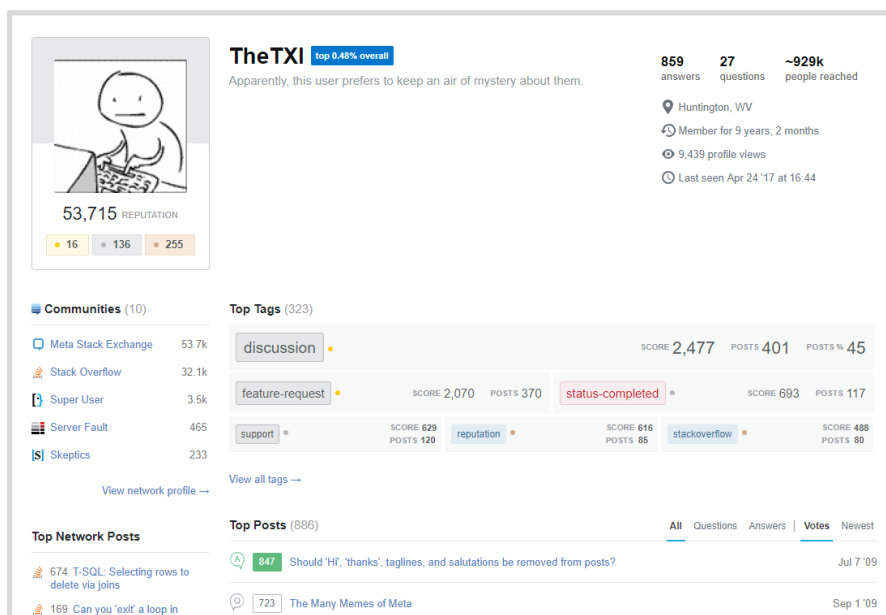 TheTXI top 0.48% overall
Apparently, this user prefers to keep an air of mystery about them.
859 27 ~929k
answers questions people reached
Huntington, WV
Member for 9 years, 2 months
9,439 profile views
Last seen Apr 24 '17 at 16:44
53,715 REPUTATION
16 136 255
Communities (10)
Meta Stack Exchange 53.7k
Stack Overflow 32.1k
Super User 3.5k
Server Fault 465
[S] Skeptics 233
View network profile →
Top Network Posts
674 T-SQL: Selecting rows to
delete via joins
169 Can you 'exit' a loop in
Top Tags (323)
discussion SCORE 2,477 POSTS 401 POSTS % 45
feature-request SCORE 2,070 POSTS 370
status-completed SCORE 693 POSTS 117
support SCORE 629
POSTS 120
reputation SCORE 616
POSTS 85
stackoverflow SCORE 488
POSTS 80
View all tags →
Top Posts (886) All Questions Answers | Votes Newest
A 847 Should 'Hi', 'thanks', taglines, and salutations be removed from posts? Jul 7 '09
Q 723 The Many Memes of Meta Sep 1 '09